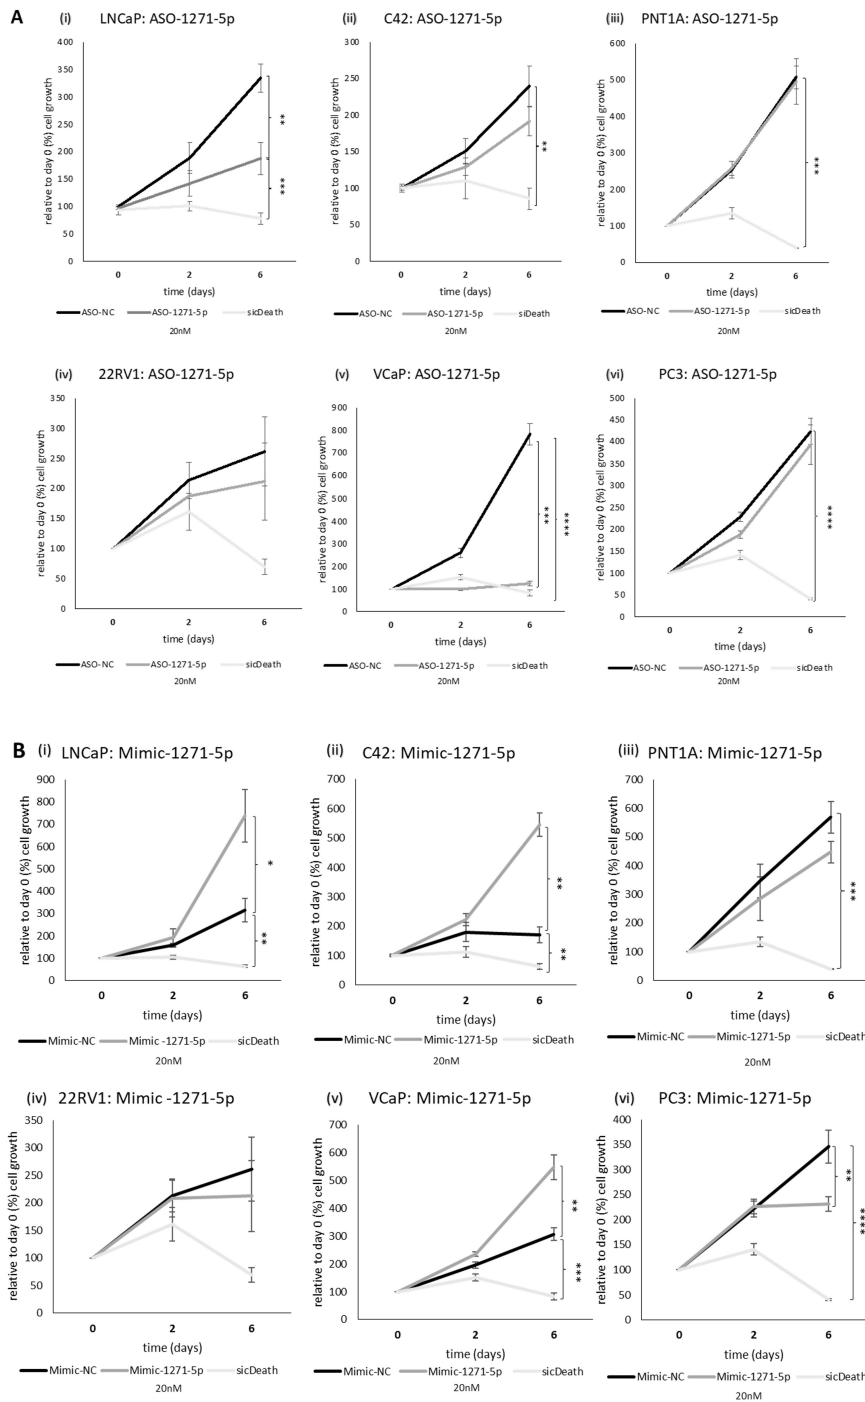 A
(i) LNCaP: ASO-1271-5p
relative to day 0 (%) cell growth
400
350
300
250
200
150
100
50
0
**
***
0 2 6
time (days)
ASO-NC ASO-1271-5p sicDeath
20nM
(ii) C42: ASO-1271-5p
relative to day 0 (%) cell growth
300
250
200
150
100
50
0
**
0 2 6
time (days)
ASO-NC ASO-1271-5p siDeath
20nM
(iii) PNT1A: ASO-1271-5p
relative to day 0 (%) cell growth
600
500
400
300
200
100
0
***
0 2 6
time (days)
ASO-NC ASO-1271-5p sicDeath
20nM
(iv) 22RV1: ASO-1271-5p
relative to day 0 (%) cell growth
350
300
250
200
150
100
50
0
0 2 6
time (days)
ASO-NC ASO-1271-5p sicDeath
20nM
(v) VCaP: ASO-1271-5p
relative to day 0 (%) cell growth
900
800
700
600
500
400
300
200
100
0
***
****
0 2 6
time (days)
ASO-NC ASO-1271-5p sicDeath
20nM
(vi) PC3: ASO-1271-5p
relative to day 0 (%) cell growth
500
450
400
350
300
250
200
150
100
50
0
****
0 2 6
time (days)
ASO-NC ASO-1271-5p sicDeath
20nM
B
(i) LNCaP: Mimic-1271-5p
relative to day 0 (%) cell growth
900
800
700
600
500
400
300
200
100
0
*
**
0 2 6
time (days)
Mimic-NC Mimic -1271-5p sicDeath
20nM
(ii) C42: Mimic-1271-5p
relative to day 0 (%) cell growth
700
600
500
400
300
200
100
0
**
**
0 2 6
time (days)
Mimic-NC Mimic-1271-5p sicDeath
20nM
(iii) PNT1A: Mimic-1271-5p
relative to day 0 (%) cell growth
700
600
500
400
300
200
100
0
***
0 2 6
time (days)
Mimic-NC Mimic-1271-5p sicDeath
20nM
(iv) 22RV1: Mimic -1271-5p
relative to day 0 (%) cell growth
350
300
250
200
150
100
50
0
0 2 6
time (days)
Mimic-NC Mimic-1271-5p sicDeath
20nM
(v) VCaP: Mimic-1271-5p
relative to day 0 (%) cell growth
700
600
500
400
300
200
100
0
**
***
0 2 6
time (days)
Mimic-NC Mimic-1271-5p sicDeath
20nM
(vi) PC3: Mimic-1271-5p
relative to day 0 (%) cell growth
400
350
300
250
200
150
100
50
0
**
****
0 2 6
time (days)
Mimic-NC Mimic-1271-5p sicDeath
20nM